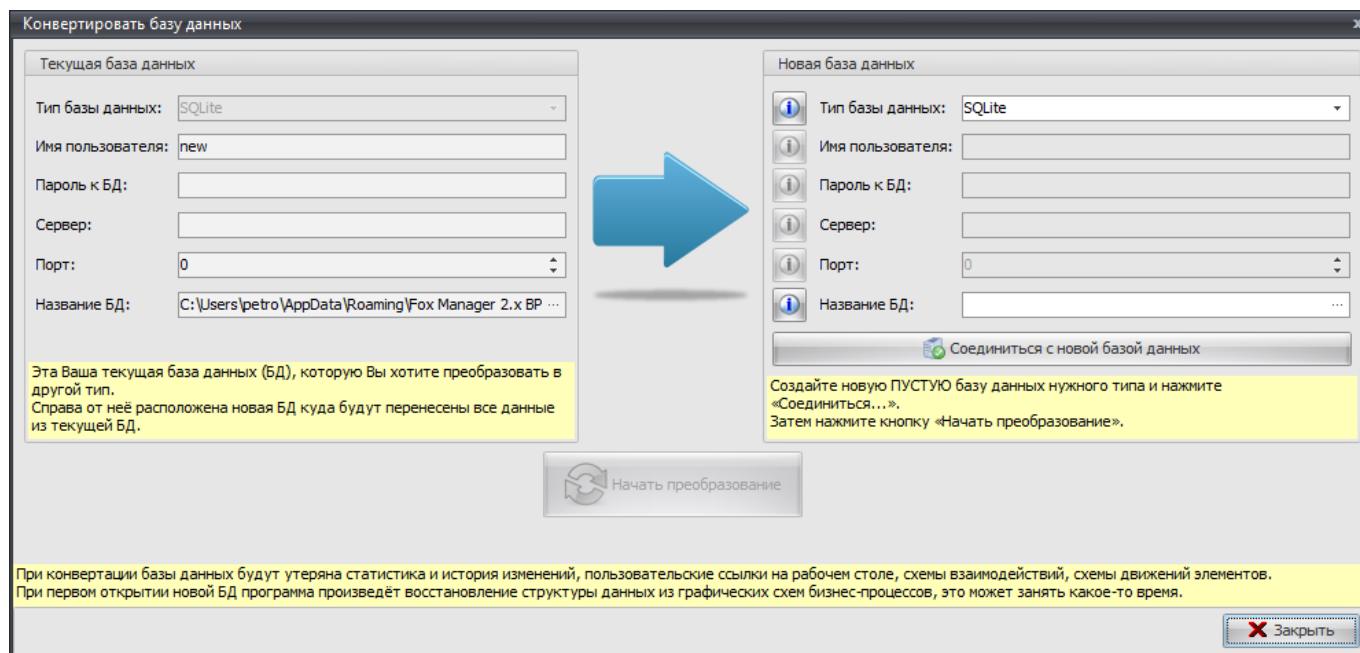 Конвертировать базу данных
x
Текущая база данных
Тип базы данных: SQLite
Имя пользователя: new
Пароль к БД:
Сервер:
Порт: 0
Название БД: C:\Users\petro\AppData\Roaming\Fox Manager 2.x BP ...
Эта Ваша текущая база данных (БД), которую Вы хотите преобразовать в
другой тип.
Справа от неё расположена новая БД куда будут перенесены все данные
из текущей БД.
Новая база данных
Тип базы данных: SQLite
Имя пользователя:
Пароль к БД:
Сервер:
Порт: 0
Название БД: ...
Соединиться с новой базой данных
Создайте новую ПУСТУЮ базу данных нужного типа и нажмите
«Соединиться...».
Затем нажмите кнопку «Начать преобразование».
Начать преобразование
При конвертации базы данных будут утеряна статистика и история изменений, пользовательские ссылки на рабочем столе, схемы взаимодействий, схемы движений элементов.
При первом открытии новой БД программа произведёт восстановление структуры данных из графических схем бизнес-процессов, это может занять какое-то время.
Закрыть